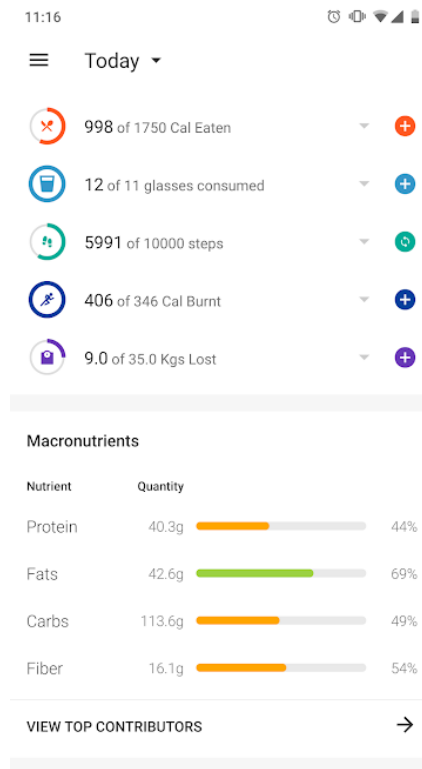 11:16
Today
998 of 1750 Cal Eaten
12 of 11 glasses consumed
5991 of 10000 steps
406 of 346 Cal Burnt
9.0 of 35.0 Kgs Lost
Macronutrients
Nutrient Quantity
Protein 40.3g 44%
Fats 42.6g 69%
Carbs 113.6g 49%
Fiber 16.1g 54%
VIEW TOP CONTRIBUTORS